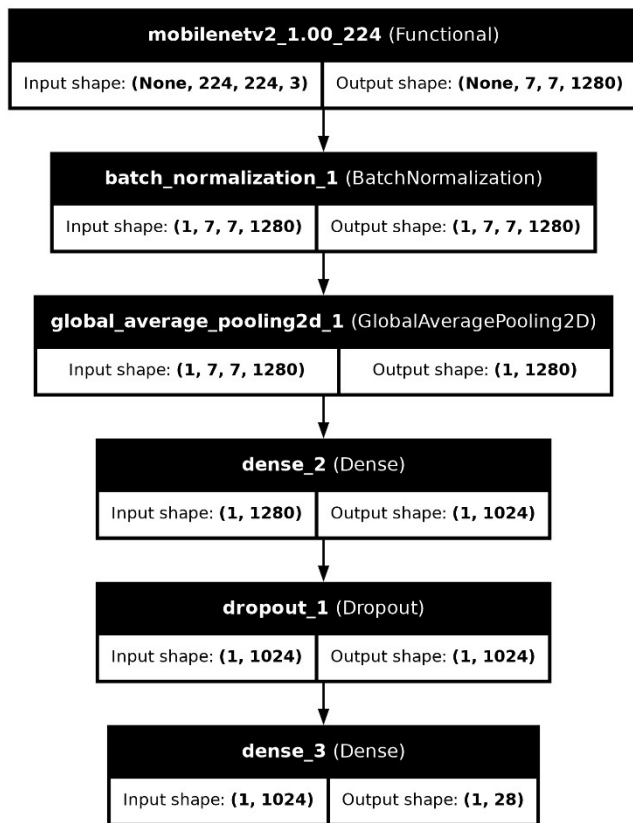 mobilenetv2_1.00_224 (Functional)
Input shape: (None, 224, 224, 3) Output shape: (None, 7, 7, 1280)
batch_normalization_1 (BatchNormalization)
Input shape: (1, 7, 7, 1280) Output shape: (1, 7, 7, 1280)
global_average_pooling2d_1 (GlobalAveragePooling2D)
Input shape: (1, 7, 7, 1280) Output shape: (1, 1280)
dense_2 (Dense)
Input shape: (1, 1280) Output shape: (1, 1024)
dropout_1 (Dropout)
Input shape: (1, 1024) Output shape: (1, 1024)
dense_3 (Dense)
Input shape: (1, 1024) Output shape: (1, 28)